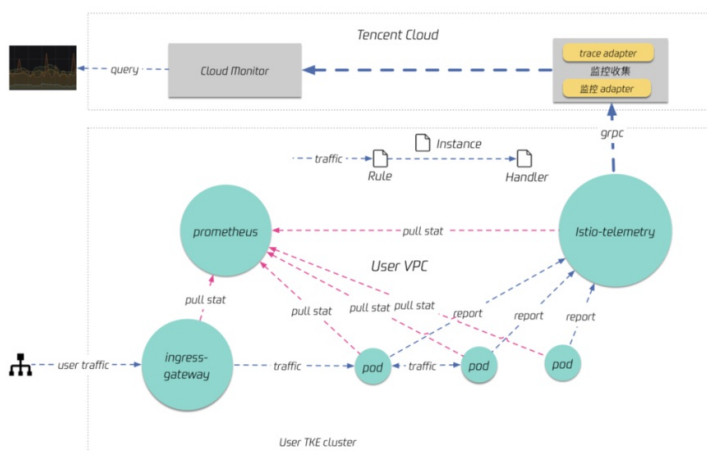 Tencent Cloud
trace adapter
监控收集
监控 adapter
Cloud Monitor
query
grpc
Instance
traffic
Rule
Handler
prometheus
pull stat
Istio-telemetry
User VPC
pull stat
pull stat
pull stat
pull stat
report
report
report
user traffic
ingress-
gateway
traffic
pod
traffic
pod
pod
User TKE cluster